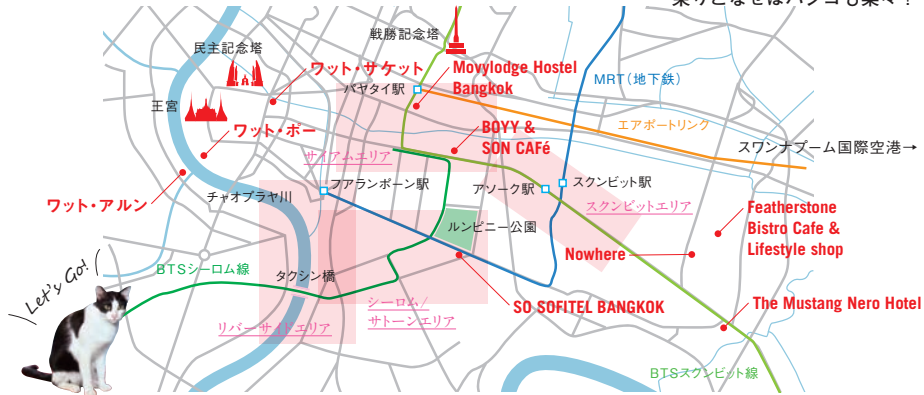 乗りこなせばバンコも楽々!
戦勝記念塔
民主記念塔
ワット・サケット
パヤタイ駅
Movylodge Hostel
Bangkok
MRT(地下鉄)
王宮
ワット・ポー
BOYY &
SON CAFé
エアポートリンク
スワンナプーム国際空港→
サイアムエリア
ワット・アルン
チャオプラヤ川
フアランポーン駅
アソーク駅
スクンビット駅
スクンビットエリア
ルンピニー公園
Featherstone
Bistro Cafe &
Lifestyle shop
Nowhere
Let's Go!
BTSシーロム線
タクシン橋
シーロム/
サトーンエリア
SO SOFITEL BANGKOK
The Mustang Nero Hotel
リバーサイドエリア
BTSスクンビット線